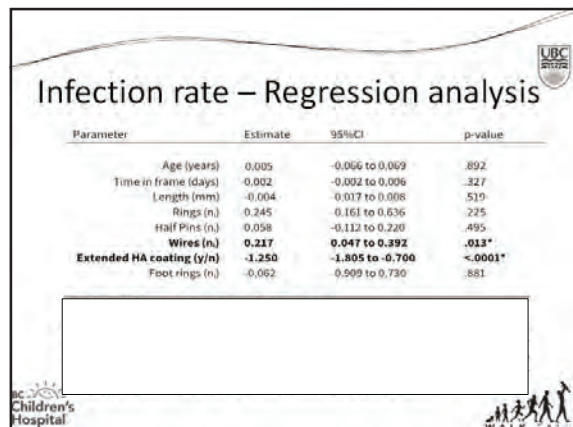 UBC
Infection rate – Regression analysis
Parameter Estimate 95%CI p-value
Age (years) 0.005 -0.066 to 0.069 .892
Time in frame (days) 0.002 -0.002 to 0.006 .327
Length (mm) -0.004 -0.017 to 0.008 .519
Rings (n,) 0.245 -0.161 to 0.636 .225
Half Pins (n,) 0.058 -0.112 to 0.220 .495
Wires (n,) 0.217 0.047 to 0.392 .013*
Extended HA coating (y/n) -1.250 -1.805 to -0.700 <.0001*
Foot rings (n,) -0.062 -0.909 to 0.730 .881
BC
Children's
Hospital